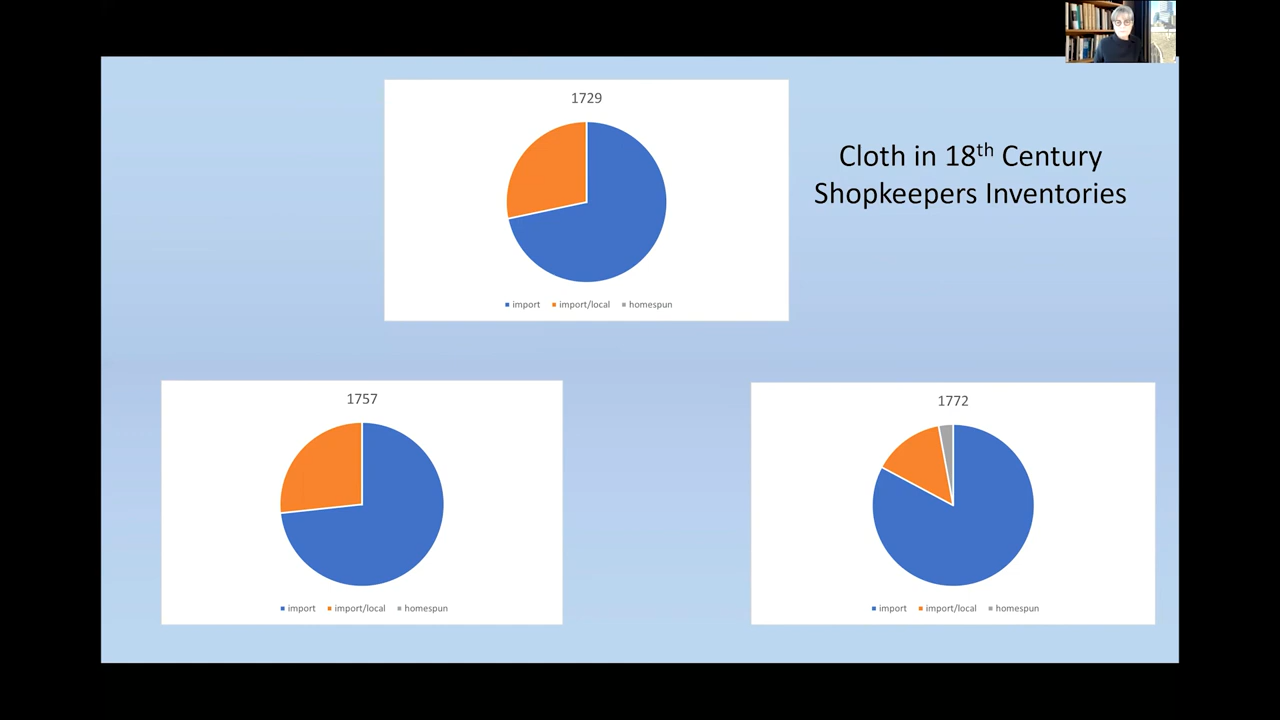 1729
Cloth in 18th Century
Shopkeepers Inventories
import import/local homespun
1757
import import/local homespun
1772
import import/local homespun